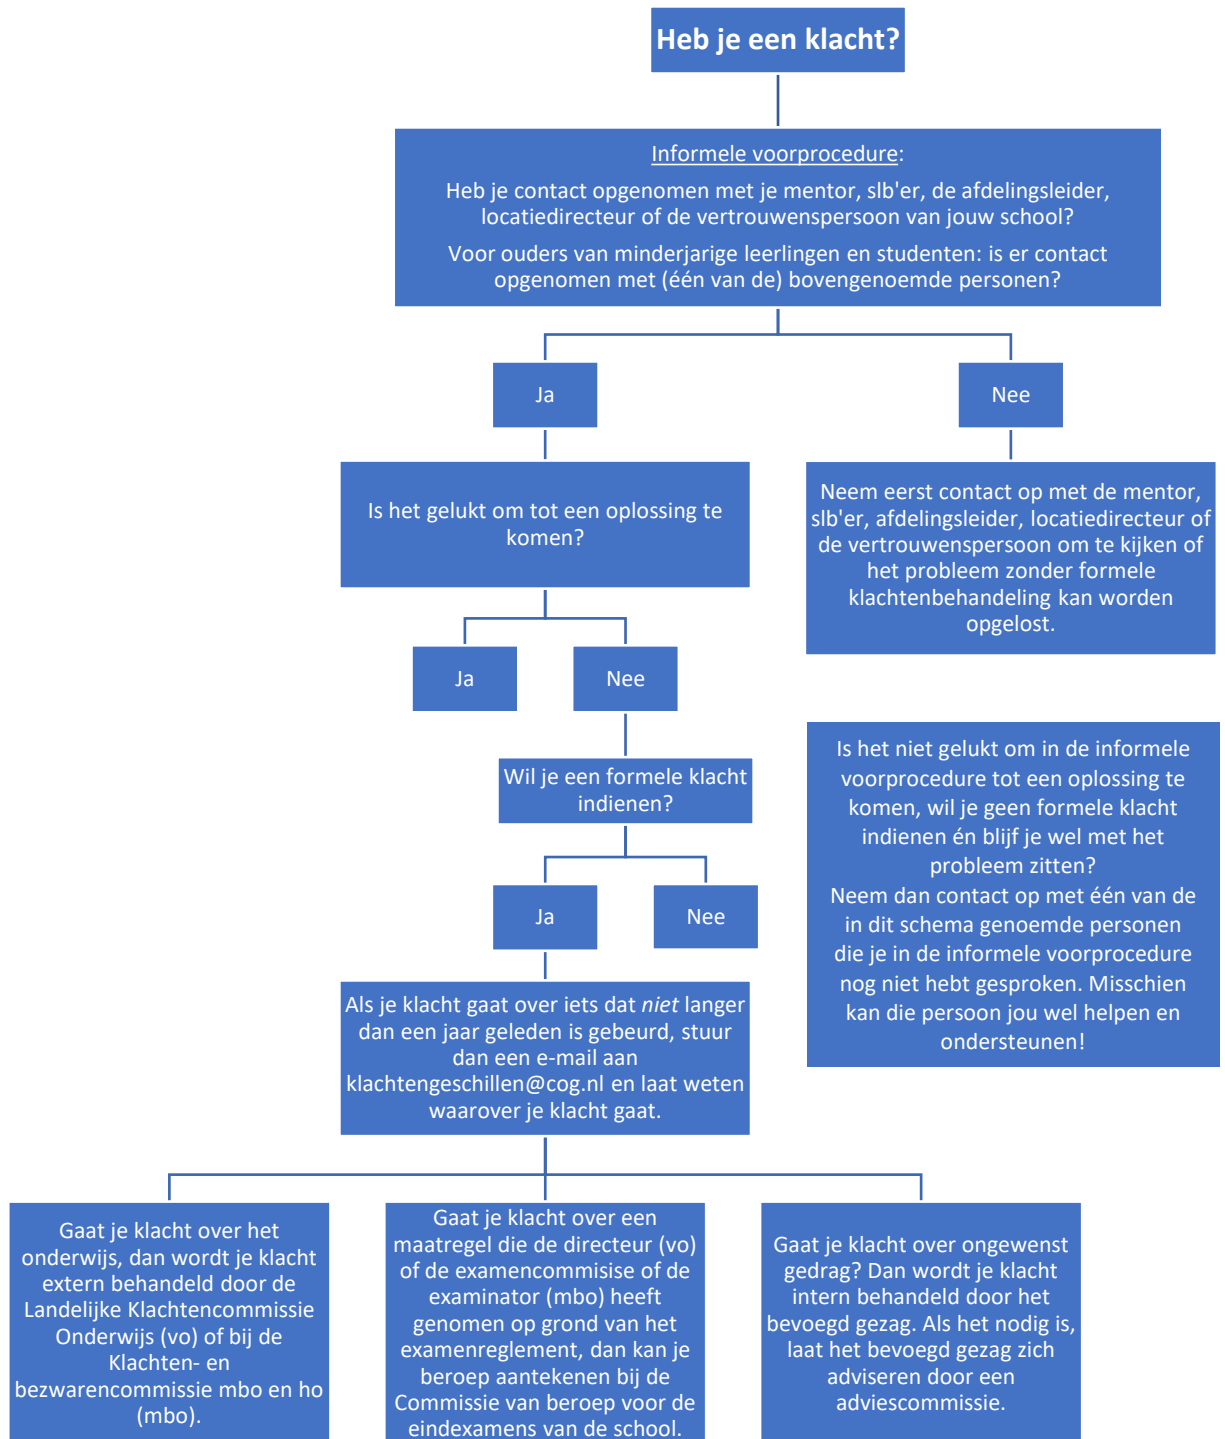 Heb je een klacht?
Informele voorprocedure:
Heb je contact opgenomen met je mentor, slb'er, de afdelingsleider,
locatiedirecteur of de vertrouwenspersoon van jouw school?
Voor ouders van minderjarige leerlingen en studenten: is er contact
opgenomen met (één van de) bovengenoemde personen?
Ja
Nee
Is het gelukt om tot een oplossing te
komen?
Neem eerst contact op met de mentor,
slb'er, afdelingsleider, locatiedirecteur of
de vertrouwenspersoon om te kijken of
het probleem zonder formele
klachtenbehandeling kan worden
opgelost.
Ja
Nee
Wil je een formele klacht
indienen?
Is het niet gelukt om in de informele
voorprocedure tot een oplossing te
komen, wil je geen formele klacht
indienen én blijf je wel met het
probleem zitten?
Neem dan contact op met één van de
in dit schema genoemde personen
die je in de informele voorprocedure
nog niet hebt gesproken. Misschien
kan die persoon jou wel helpen en
ondersteunen!
Ja
Nee
Als je klacht gaat over iets dat niet langer
dan een jaar geleden is gebeurd, stuur
dan een e-mail aan
klachtengeschillen@cog.nl en laat weten
waarover je klacht gaat.
Gaat je klacht over het
onderwijs, dan wordt je klacht
extern behandeld door de
Landelijke Klachtencommissie
Onderwijs (vo) of bij de
Klachten- en
bezwarencommissie mbo en ho
(mbo).
Gaat je klacht over een
maatregel die de directeur (vo)
of de examencommisise of de
examinator (mbo) heeft
genomen op grond van het
examenreglement, dan kan je
beroep aantekenen bij de
Commissie van beroep voor de
eindexamens van de school.
Gaat je klacht over ongewenst
gedrag? Dan wordt je klacht
intern behandeld door het
bevoegd gezag. Als het nodig is,
laat het bevoegd gezag zich
adviseren door een
adviescommissie.